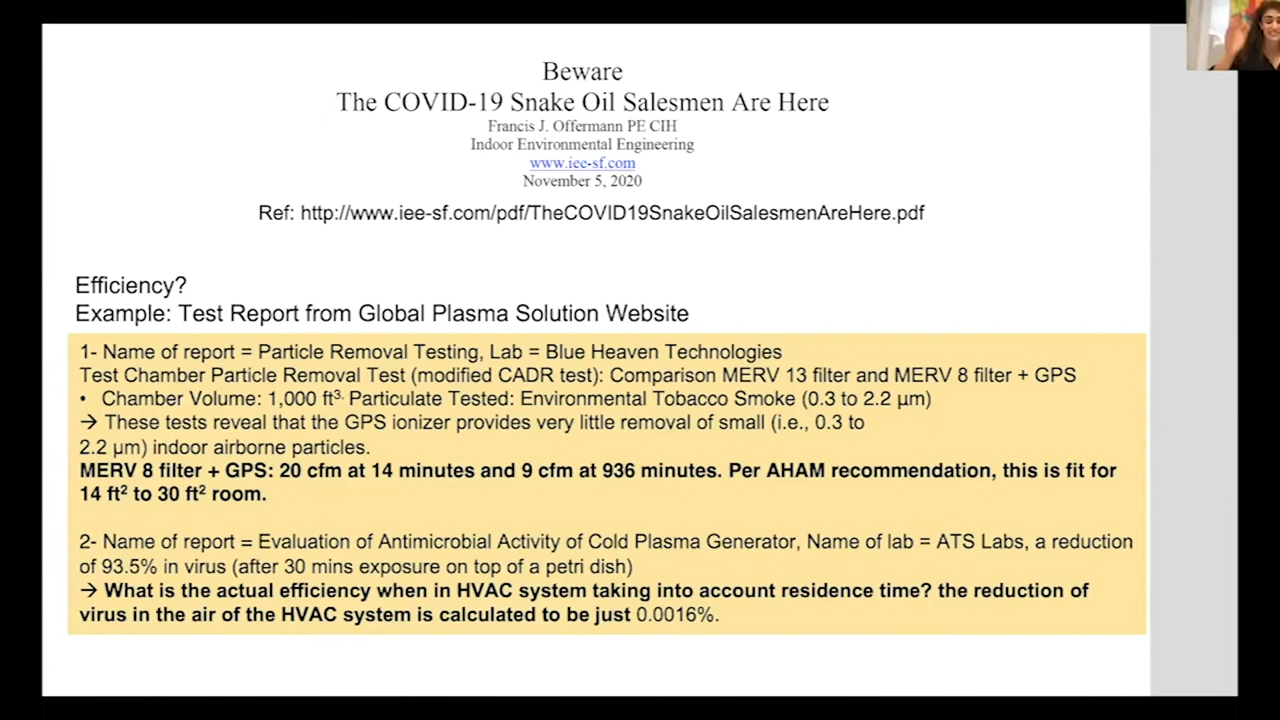 Beware
The COVID-19 Snake Oil Salesmen Are Here
Francis J. Offermann PE CIH
Indoor Environmental Engineering
www.iee-sf.com
November 5, 2020
Ref: http://www.iee-sf.com/pdf/TheCOVID19SnakeOilSalesmenAreHere.pdf
Efficiency?
Example: Test Report from Global Plasma Solution Website
1- Name of report = Particle Removal Testing, Lab = Blue Heaven Technologies
Test Chamber Particle Removal Test (modified CADR test): Comparison MERV 13 filter and MERV 8 filter + GPS
• Chamber Volume: 1,000 ft³· Particulate Tested: Environmental Tobacco Smoke (0.3 to 2.2 µm)
→ These tests reveal that the GPS ionizer provides very little removal of small (i.e., 0.3 to
2.2 µm) indoor airborne particles.
MERV 8 filter + GPS: 20 cfm at 14 minutes and 9 cfm at 936 minutes. Per AHAM recommendation, this is fit for
14 ft² to 30 ft² room.
2- Name of report = Evaluation of Antimicrobial Activity of Cold Plasma Generator, Name of lab = ATS Labs, a reduction
of 93.5% in virus (after 30 mins exposure on top of a petri dish)
→ What is the actual efficiency when in HVAC system taking into account residence time? the reduction of
virus in the air of the HVAC system is calculated to be just 0.0016%.